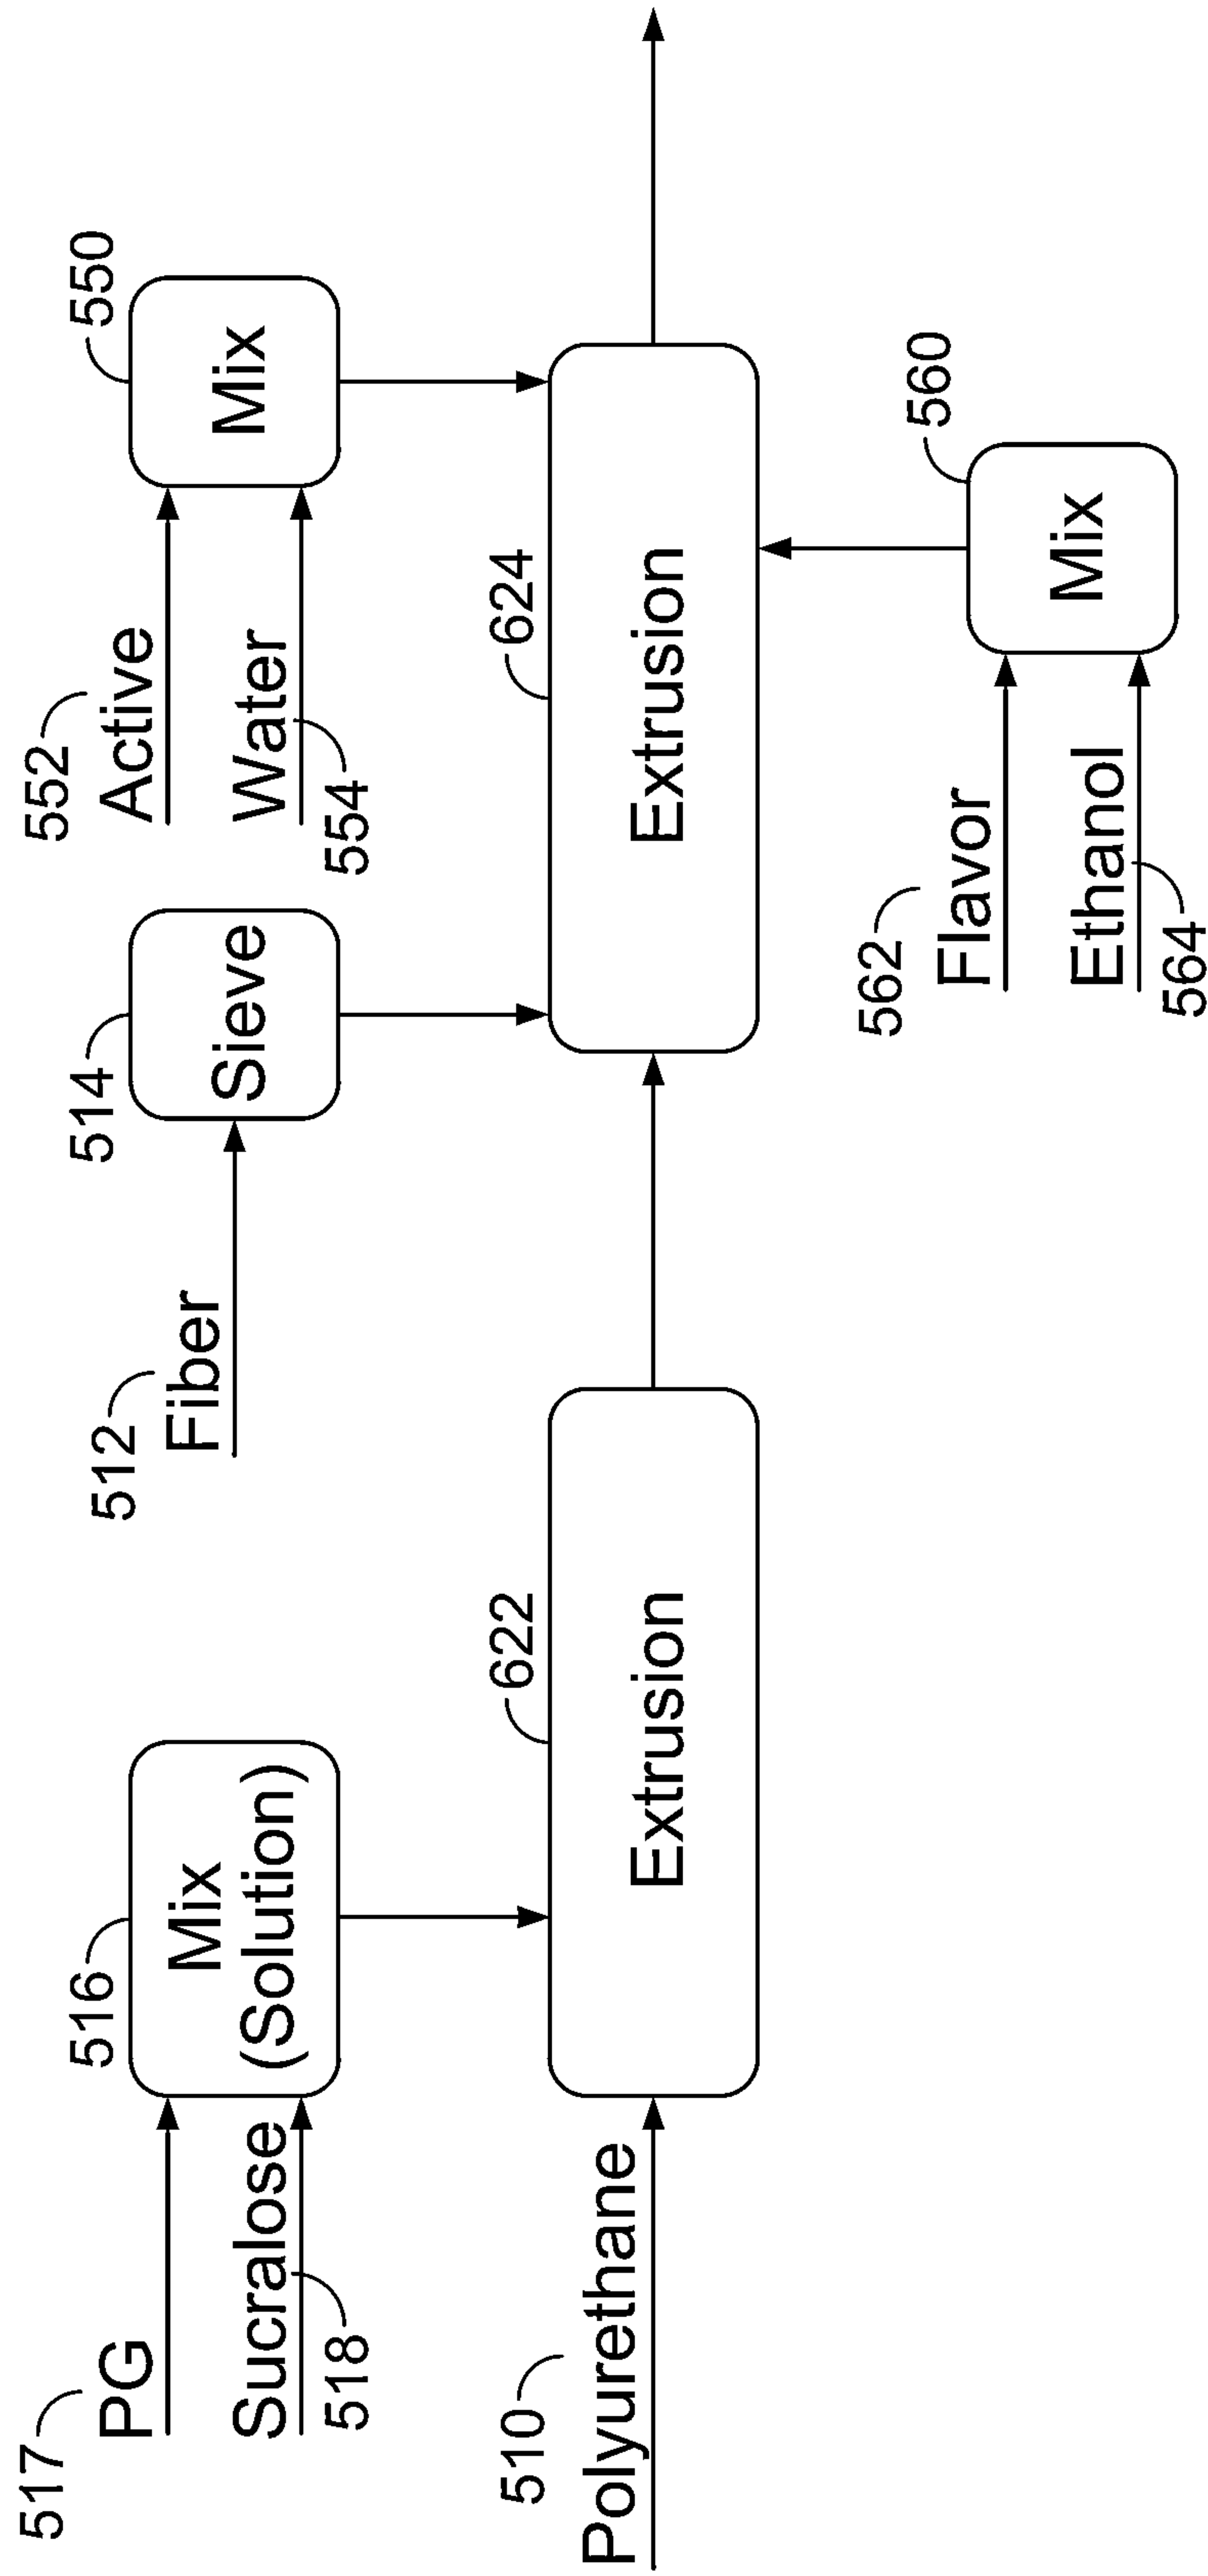 517
PG
Sucralose
518
516
Mix
(Solution)
512
Fiber
514
Sieve
552
Active
Water
554
550
Mix
510
Polyurethane
622
Extrusion
624
Extrusion
562
Flavor
Ethanol
564
560
Mix